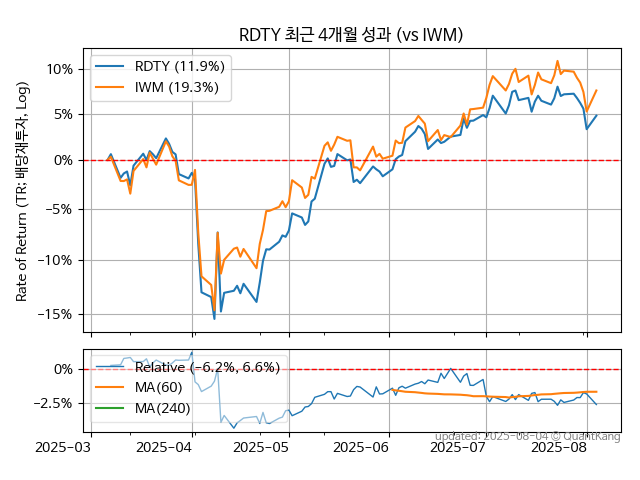 RDTY 최근 4개월 성과 (vs IWM)
RDTY (11.9%)
IWM (19.3%)
Rate of Return (TR: 배당재투자, Log)
10%
5%
0%
−5%
−10%
−15%
Relative (−6.2%, 6.6%)
MA(60)
MA(240)
0%
−2.5%
updated: 2025-08-04 © QuantKang
2025-03 2025-04 2025-05 2025-06 2025-07 2025-08